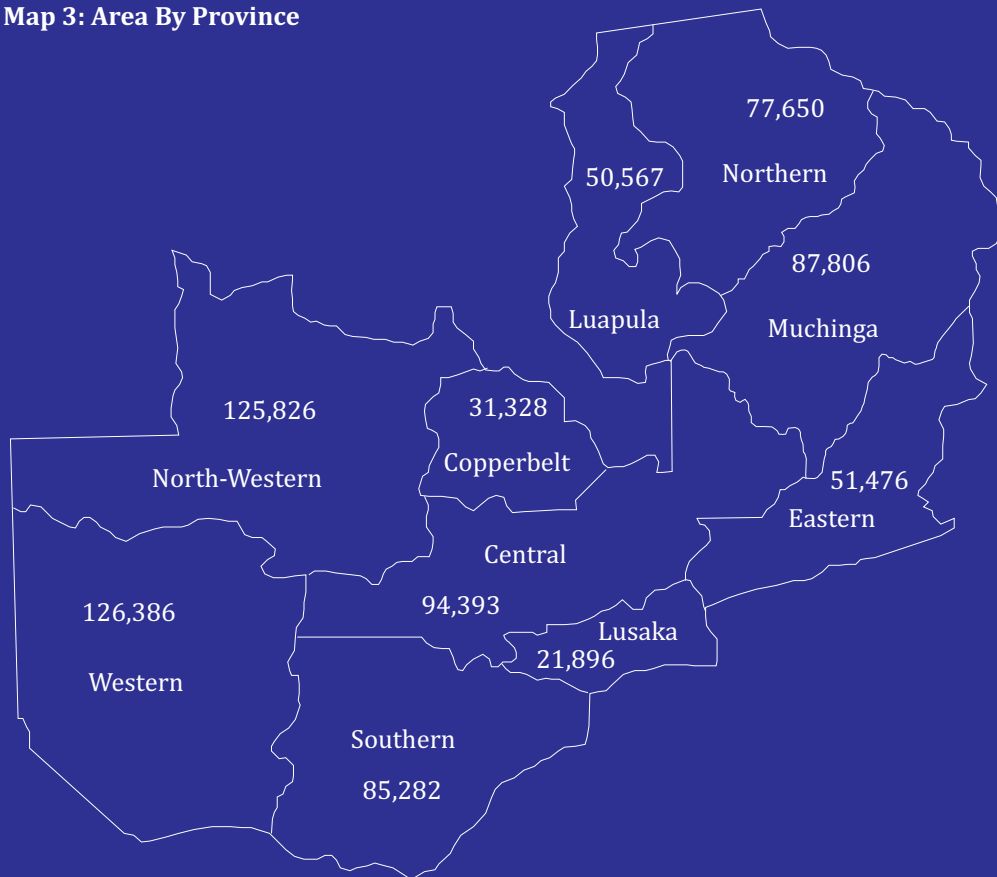 Map 3: Area By Province
77,650
Northern
50,567
Luapula
87,806
Muchinga
125,826
North-Western
31,328
Copperbelt
51,476
Eastern
Central
94,393
126,386
Western
Lusaka
21,896
Southern
85,282